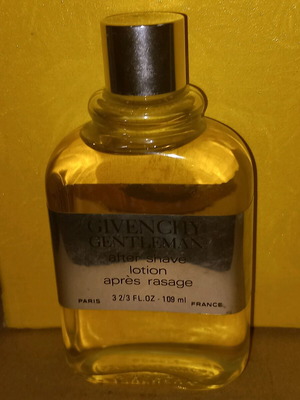 GIVENCHY
GENTLEMAN
after shave
lotion
après rasage
PARIS 3 2/3 FL.OZ - 109 ml FRANCE